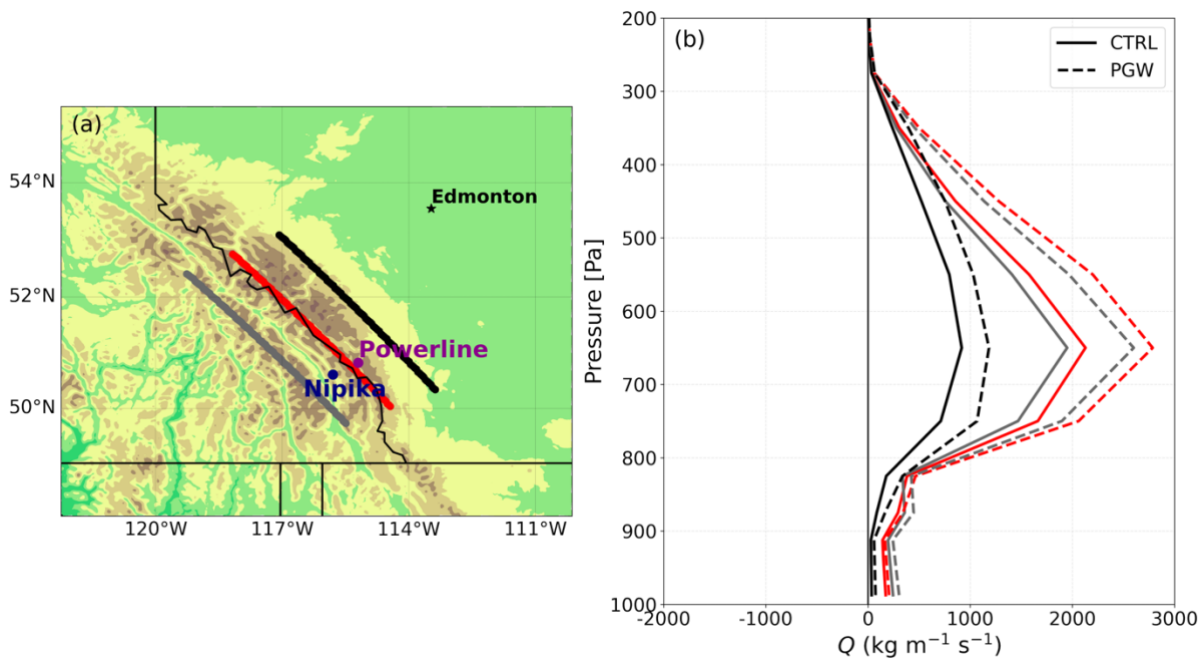 (a)
54°N
52°N
50°N
120°W
117°W
114°W
111°W
Edmonton
Powerline
Nipika
(b)
CTRL
PGW
200
300
400
500
600
700
800
900
1000
Pressure [Pa]
-2000
-1000
0
1000
2000
3000
Q (kg m⁻¹ s⁻¹)